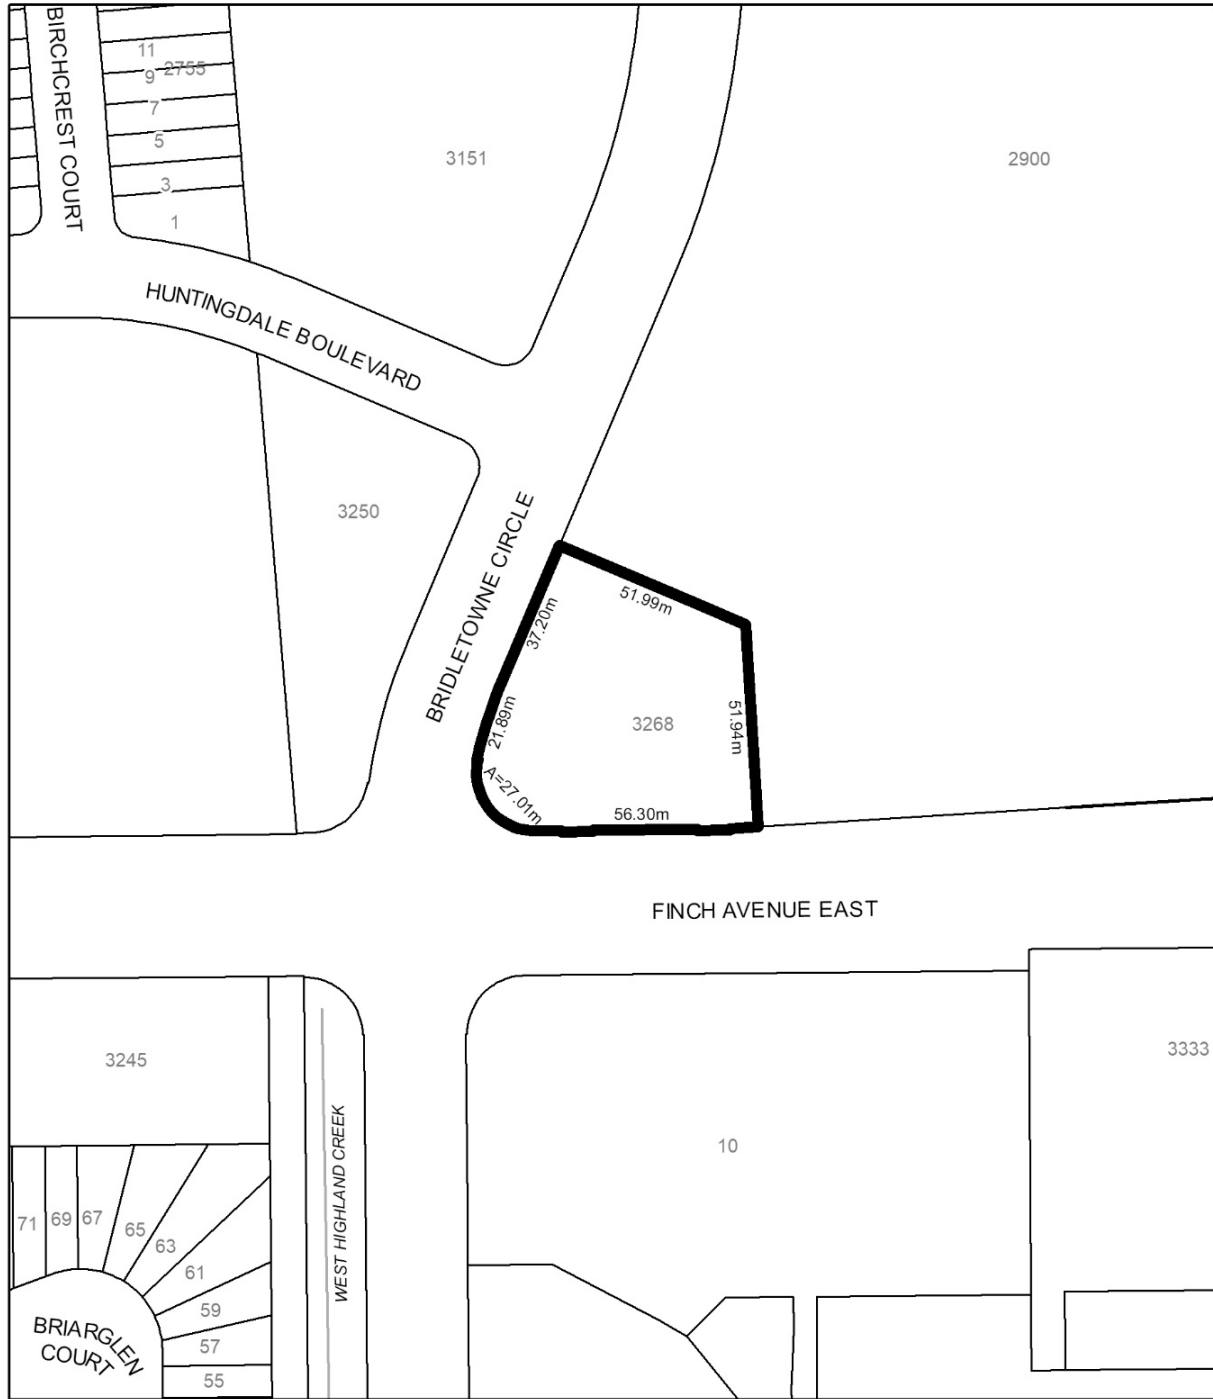 BIRCHCREST COURT
11
9
2755
7
5
3
1
3151
2900
HUNTINGDALE BOULEVARD
3250
BRIDLETOWNE CIRCLE
51.99m
37.20m
21.89m
3268
51.94m
A=27.01m
56.30m
FINCH AVENUE EAST
3245
3333
WEST HIGHLAND CREEK
10
71
69
67
65
63
61
59
57
55
BRIARGLEN
COURT